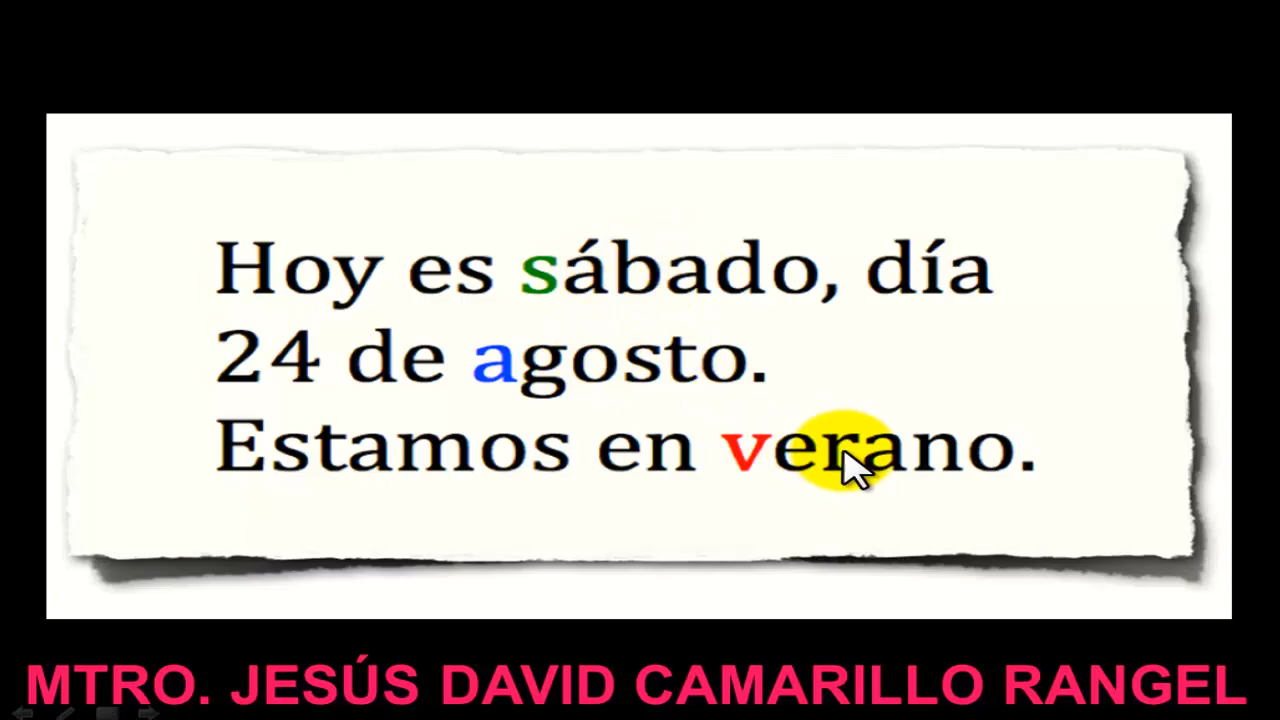 Hoy es sábado, día
24 de agosto.
Estamos en verano.
MTRO. JESÚS DAVID CAMARILLO RANGEL